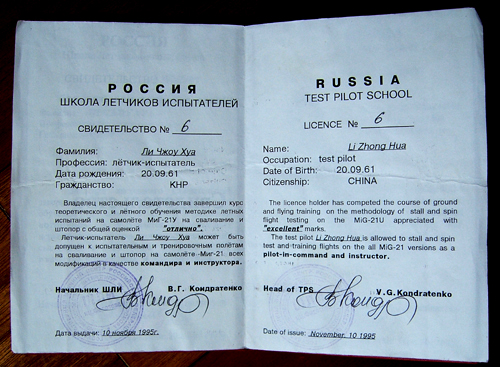 РОССИЯ
ШКОЛА ЛЕТЧИКОВ ИСПЫТАТЕЛЕЙ
СВИДЕТЕЛЬСТВО № 6
Фамилия: Ли Чжоу Хуа
Профессия: лётчик-испытатель
Дата рождения: 20.09.61
Гражданство: КНР
Владелец настоящего свидетельства завершил курс
теоретического и лётного обучения методике летных
испытаний на самолёте МиГ-21У на сваливание и
штопор с общей оценкой "отлично".
Летчик-испытатель Ли Чжоу Хуа может быть
допущен к испытательным и тренировочным полётам
на сваливание и штопор на самолёте Миг-21 всех
модификаций в качестве командира и инструктора.
Начальник ШЛИ В.Г. Кондратенко
Дата выдачи: 10 ноября 1995г.
RUSSIA
TEST PILOT SCHOOL
LICENCE № 6
Name: Li Zhong Hua
Occupation: test pilot
Date of Birth: 20.09.61
Citizenship: CHINA
The licence holder has competed the course of ground
and flying training on the methodology of stall and spin
flight testing on the MiG-21U appreciated with
"excellent" marks.
The test pilot Li Zhong Hua is allowed to stall and spin
test and training flights on the all MiG-21 versions as a
pilot-in-command and instructor.
Head of TPS V.G.Kondratenko
Date of issue: November, 10 1995